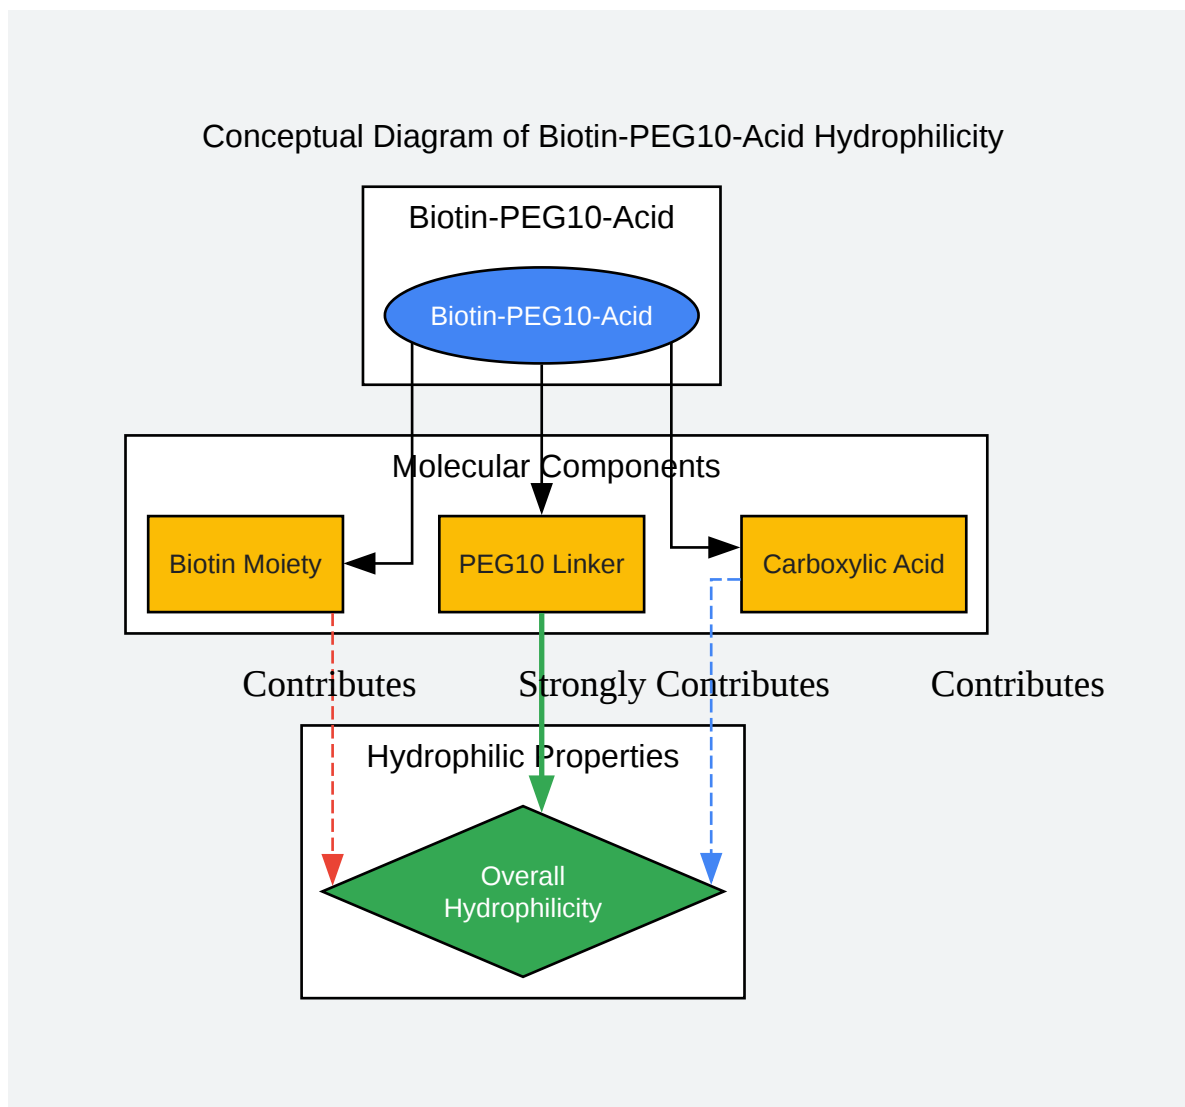 Conceptual Diagram of Biotin-PEG10-Acid Hydrophilicity
Biotin-PEG10-Acid
Biotin-PEG10-Acid
Molecular Components
Biotin Moiety
PEG10 Linker
Carboxylic Acid
Contributes
Strongly Contributes
Contributes
Hydrophilic Properties
Overall
Hydrophilicity